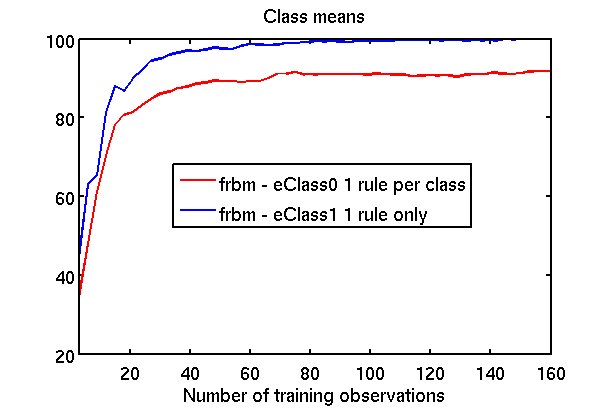 Class means
100
80
60
40
20
frbm - eClass0 1 rule per class
frbm - eClass1 1 rule only
20 40 60 80 100 120 140 160
Number of training observations